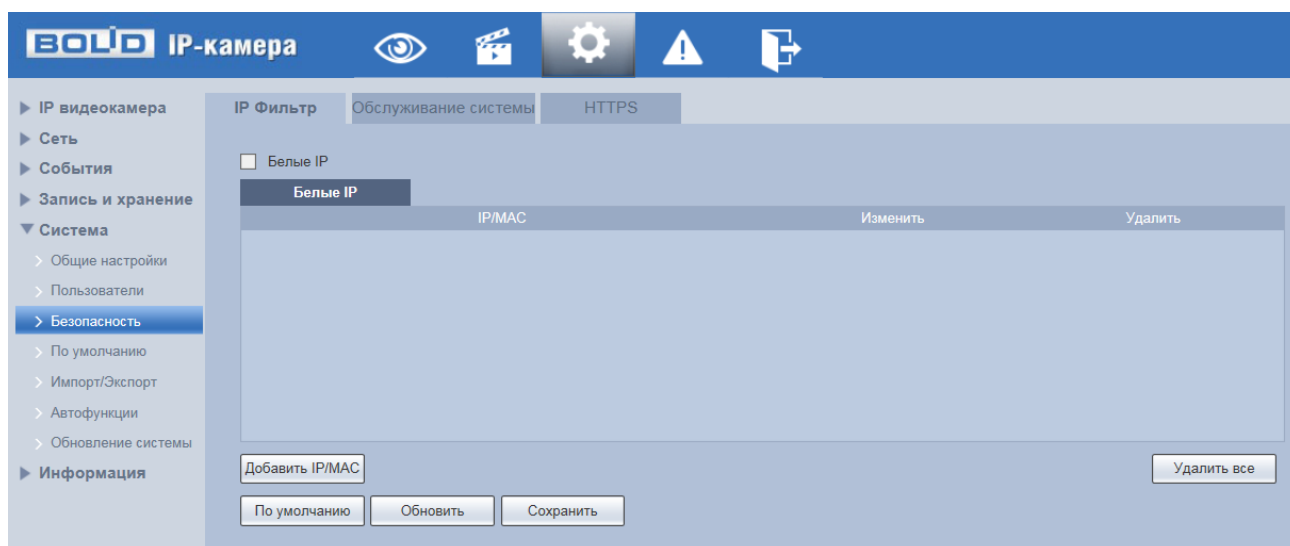 BOLID IP-камера
IP видеокамера
Сеть
События
Запись и хранение
Система
Общие настройки
Пользователи
Безопасность
По умолчанию
Импорт/Экспорт
Автофункции
Обновление системы
Информация
IP Фильтр Обслуживание системы HTTPS
Белые IP
Белые IP
IP/MAC Изменить Удалить
Добавить IP/MAC Удалить все
По умолчанию Обновить Сохранить